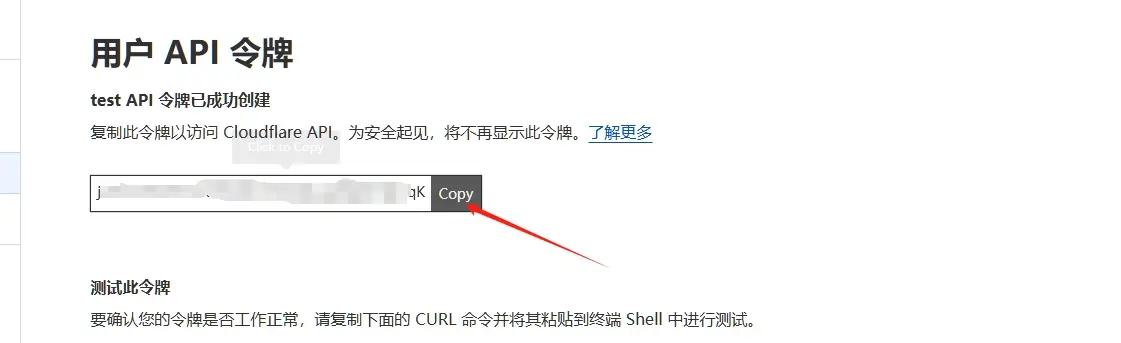 用户 API 令牌
test API 令牌已成功创建
复制此令牌以访问 Cloudflare API。为安全起见，将不再显示此令牌。了解更多
Click to Copy
j qK Copy
测试此令牌
要确认您的令牌是否工作正常，请复制下面的 CURL 命令并将其粘贴到终端 Shell 中进行测试。